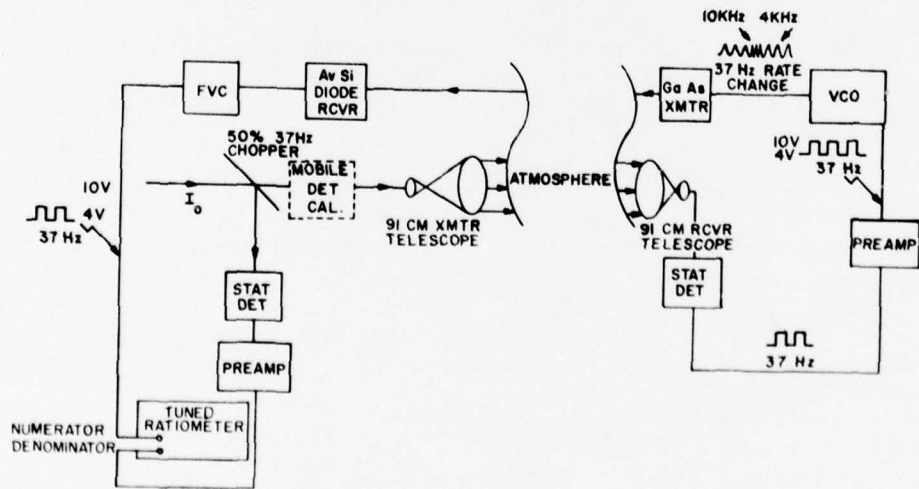 10KHz 4KHz
37 Hz RATE
CHANGE
FVC
Av Si
DIODE
RCVR
Ga As
XMTR
VCO
50% 37Hz
CHOPPER
10V
4V
37 Hz
10V
4V
37 Hz
I₀
MOBILE
DET
CAL.
ATMOSPHERE
91 CM XMTR
TELESCOPE
91 CM RCVR
TELESCOPE
PREAMP
STAT
DET
STAT
DET
PREAMP
37 Hz
TUNED
RATIOMETER
NUMERATOR
DENOMINATOR